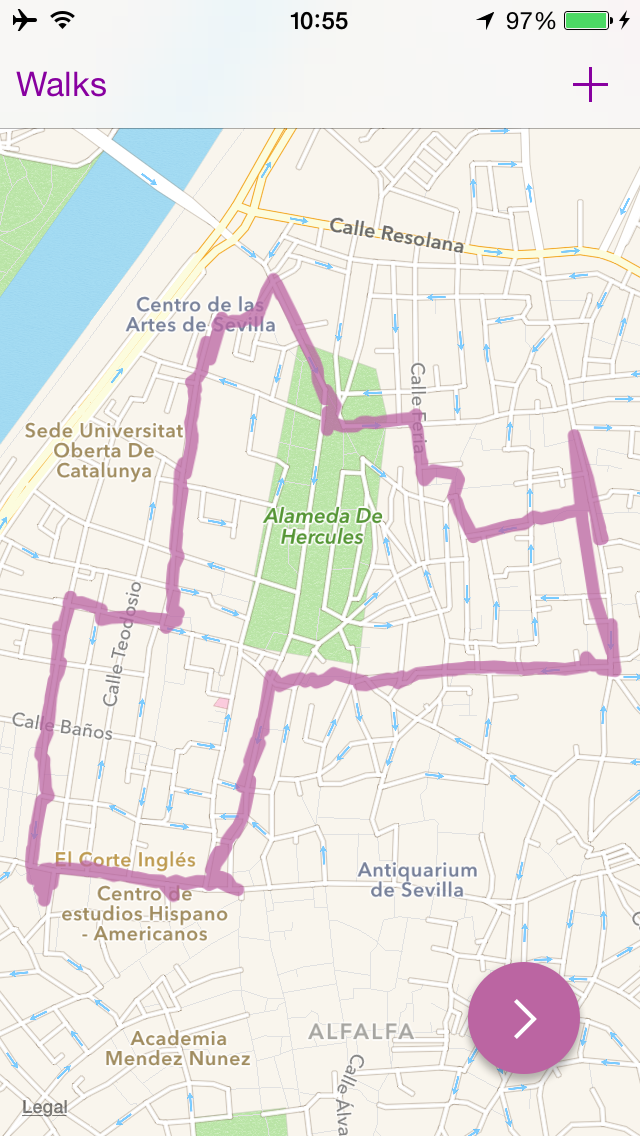 10:55
97%
Walks
Calle Resolana
Centro de las
Artes de Sevilla
Calle Feria
Sede Universitat
Oberta De
Catalunya
Alameda De
Hercules
Calle Teodosio
Calle Baños
El Corte Inglés
Centro de
estudios Hispano
- Americanos
Antiquarium
de Sevilla
ALFALFA
Academia
Mendez Nunez
Calle Álva
Legal